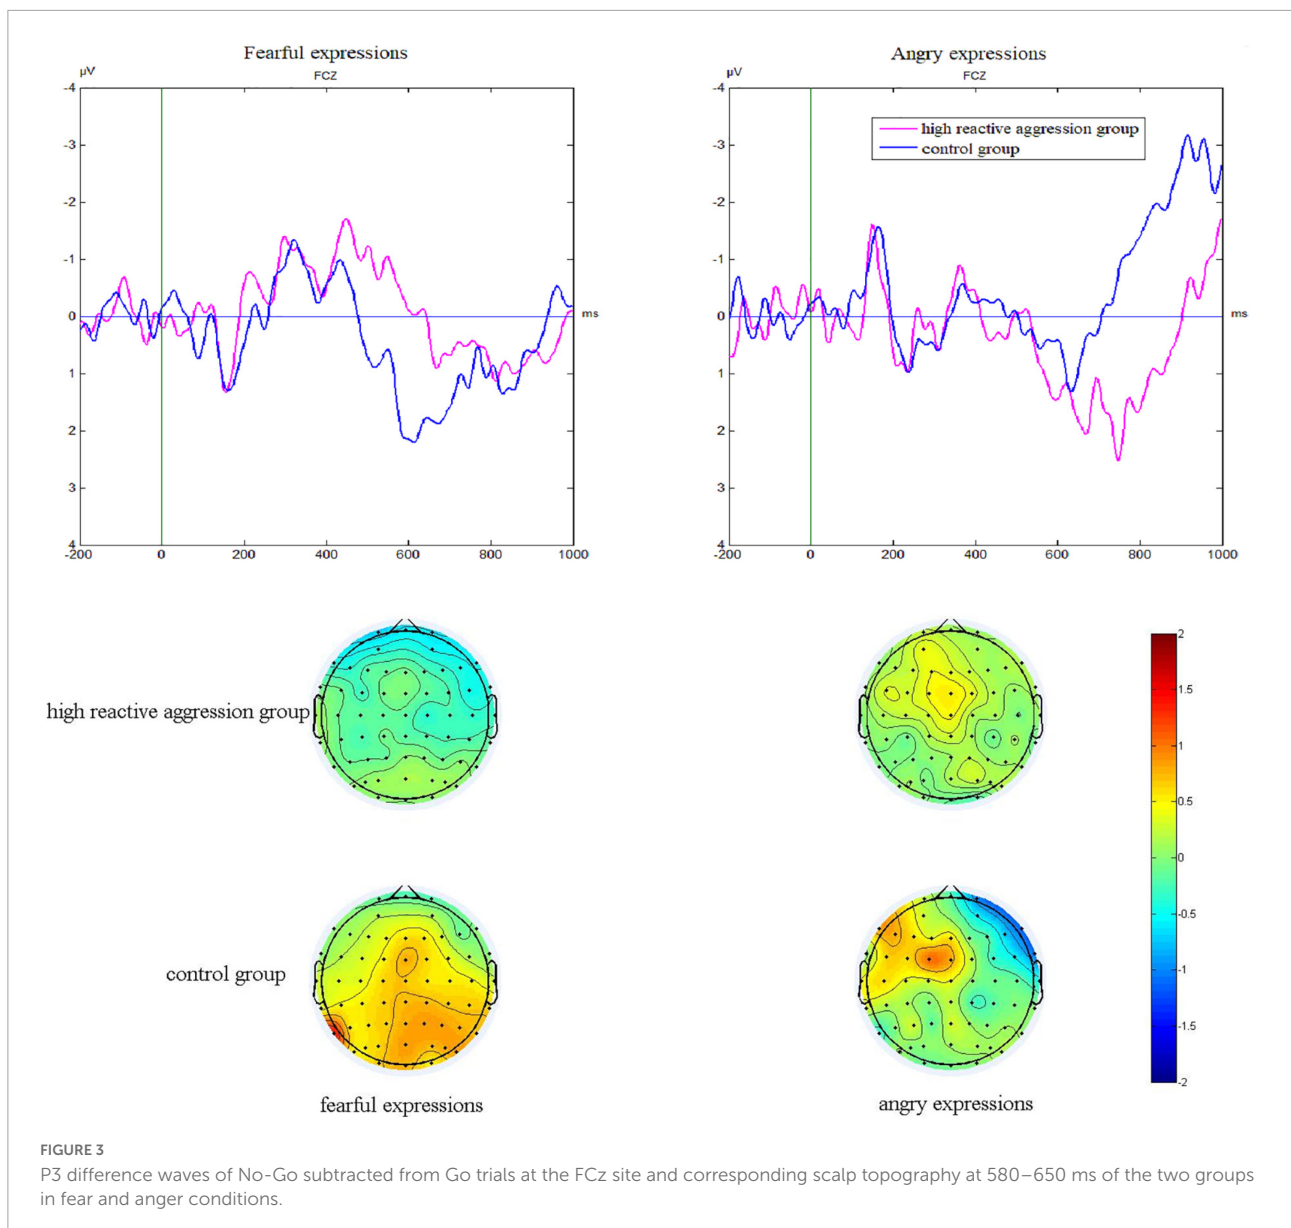 Fearful expressions
µV
FCZ
-4
-3
-2
-1
0
1
2
3
4
ms
-200
0
200
400
600
800
1000
Angry expressions
µV
FCZ
high reactive aggression group
control group
-4
-3
-2
-1
0
1
2
3
4
ms
-200
0
200
400
600
800
1000
high reactive aggression group
control group
fearful expressions
angry expressions
2
1.5
1
0.5
0
-0.5
-1
-1.5
-2
FIGURE 3
P3 difference waves of No-Go subtracted from Go trials at the FCz site and corresponding scalp topography at 580–650 ms of the two groups
in fear and anger conditions.